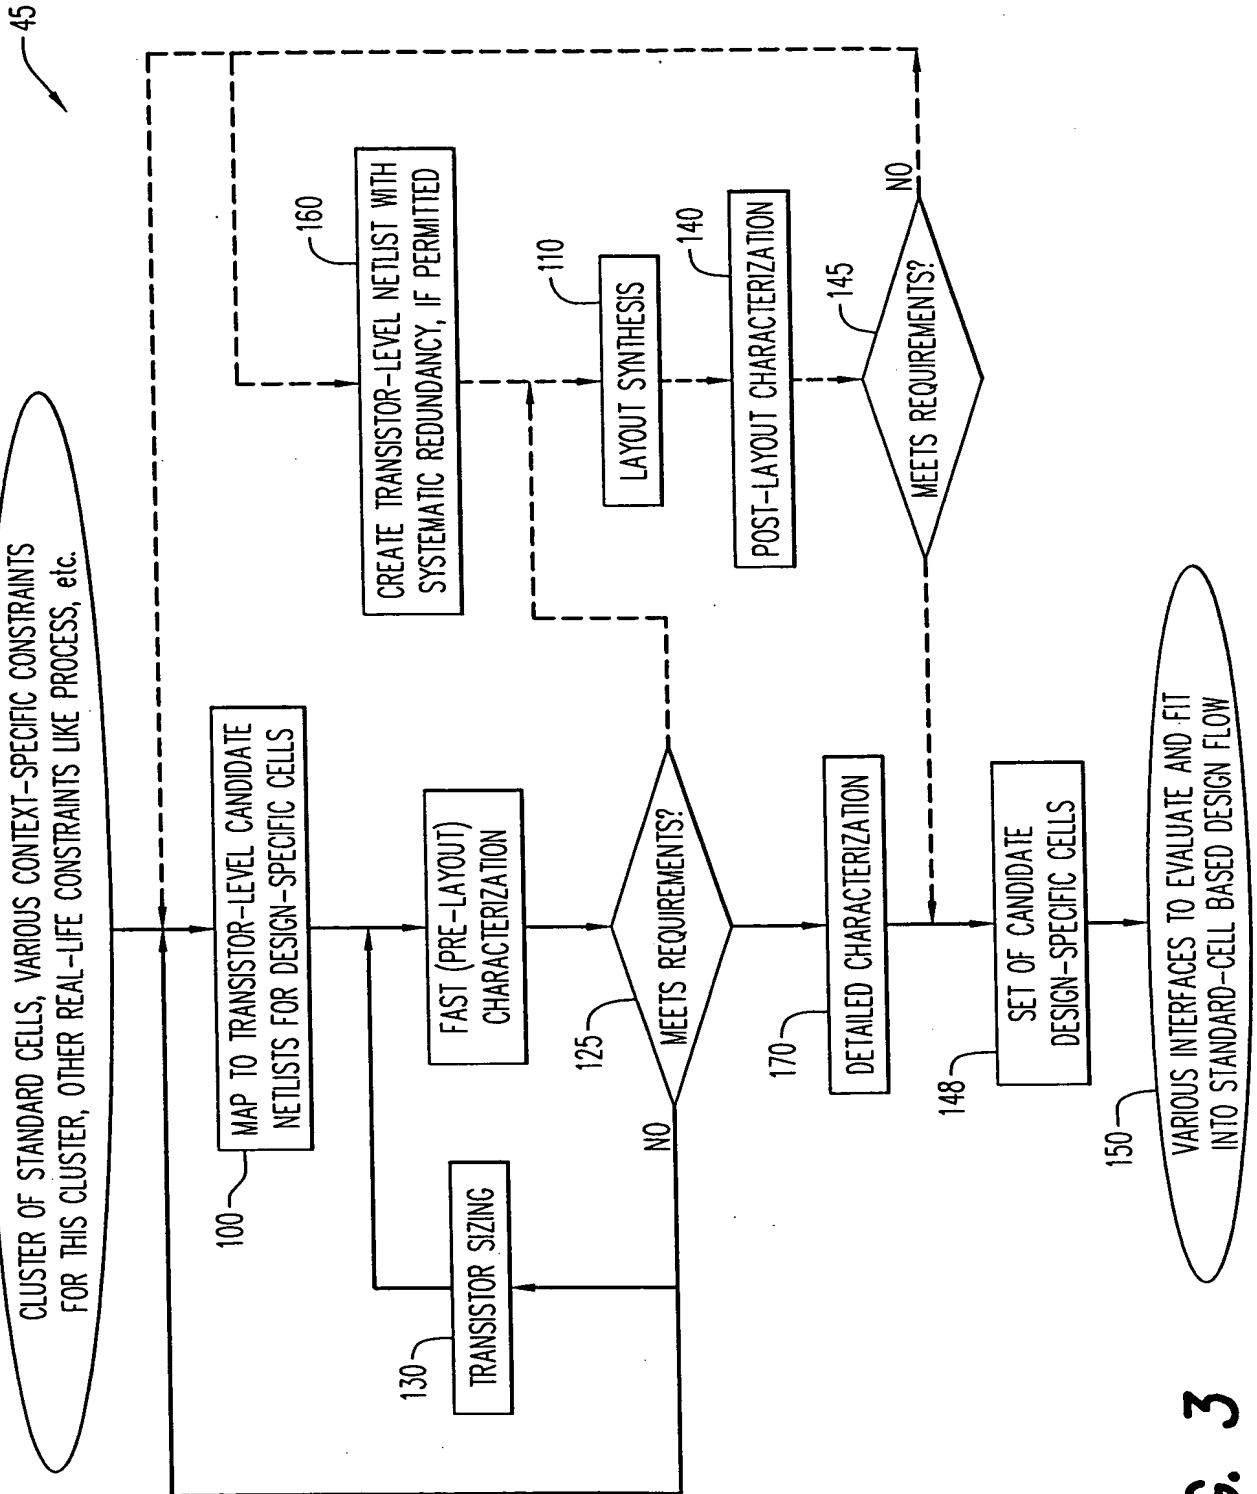 45
CLUSTER OF STANDARD CELLS, VARIOUS CONTEXT-SPECIFIC CONSTRAINTS
FOR THIS CLUSTER, OTHER REAL-LIFE CONSTRAINTS LIKE PROCESS, etc.
100
MAP TO TRANSISTOR-LEVEL CANDIDATE
NETLISTS FOR DESIGN-SPECIFIC CELLS
160
CREATE TRANSISTOR-LEVEL NETLIST WITH
SYSTEMATIC REDUNDANCY, IF PERMITTED
130
TRANSISTOR SIZING
FAST (PRE-LAYOUT)
CHARACTERIZATION
110
LAYOUT SYNTHESIS
125
MEETS REQUIREMENTS?
NO
140
POST-LAYOUT CHARACTERIZATION
170
DETAILED CHARACTERIZATION
145
MEETS REQUIREMENTS?
NO
148
SET OF CANDIDATE
DESIGN-SPECIFIC CELLS
150
VARIOUS INTERFACES TO EVALUATE AND FIT
INTO STANDARD-CELL BASED DESIGN FLOW
3